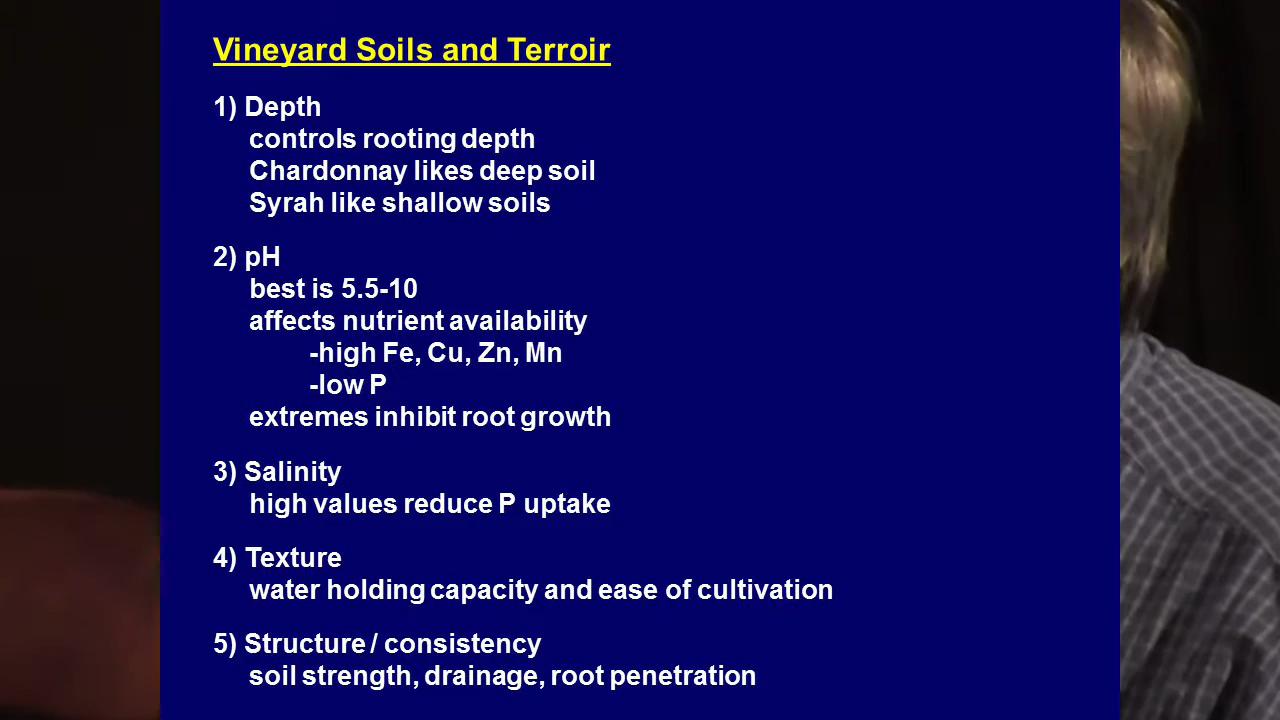 Vineyard Soils and Terroir
1) Depth
controls rooting depth
Chardonnay likes deep soil
Syrah like shallow soils
2) pH
best is 5.5-10
affects nutrient availability
-high Fe, Cu, Zn, Mn
-low P
extremes inhibit root growth
3) Salinity
high values reduce P uptake
4) Texture
water holding capacity and ease of cultivation
5) Structure / consistency
soil strength, drainage, root penetration